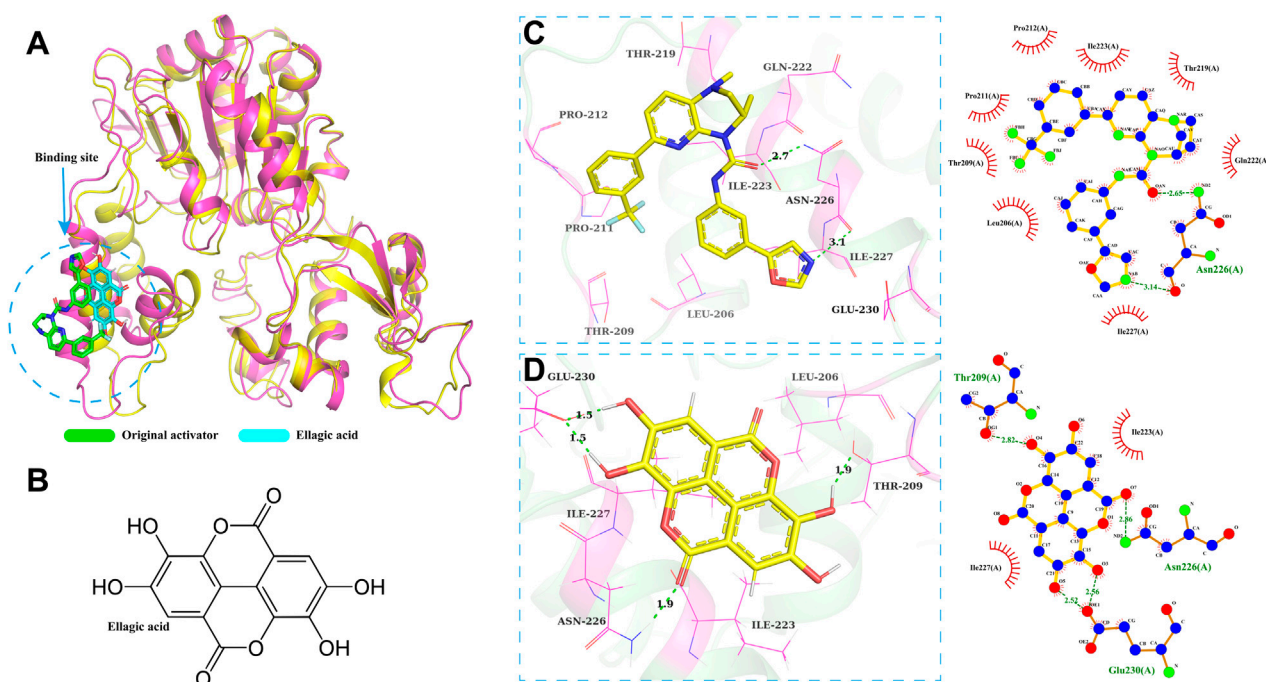 A
Binding site
Original activator
Ellagic acid
B
HO
HO
O
O
O
O
OH
OH
Ellagic acid
C
THR-219
GLN-222
PRO-212
2.7
ILE-223
ASN-226
PRO-211
3.1
ILE-227
THR-209
LEU-206
GLU-230
Pro212(A)
Ile223(A)
Thr219(A)
Pro211(A)
Thr209(A)
Gln222(A)
Leu206(A)
2.65
Asn226(A)
3.14
Ile227(A)
D
GLU-230
LEU-206
1.5
1.5
1.9
THR-209
ILE-227
1.9
ASN-226
ILE-223
Thr209(A)
Ile223(A)
2.82
2.86
Asn226(A)
Ile227(A)
2.52
2.56
Glu230(A)